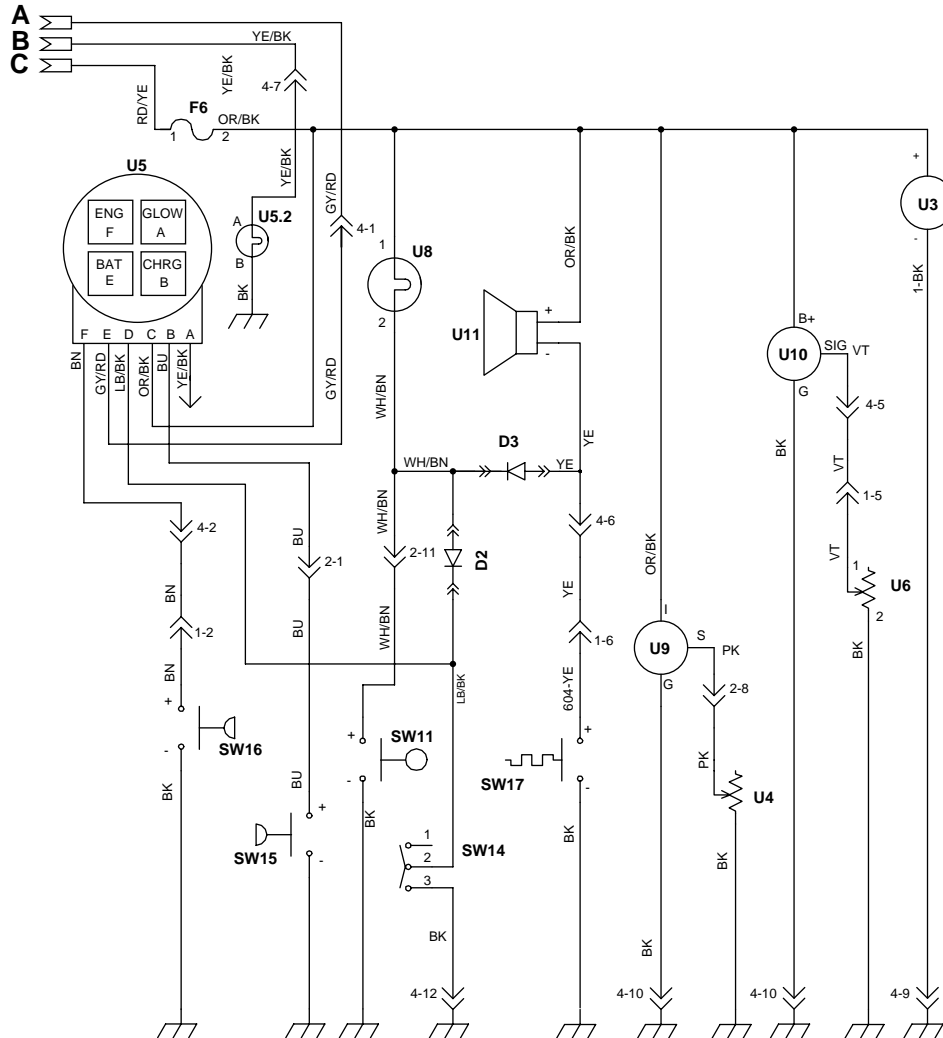 A
B
C
YE/BK
YE/BK
4-7
RD/YE
F6
1
2
OR/BK
U5
ENG
F
GLOW
A
BAT
E
CHRG
B
F E D C B A
BN
GY/RD
LB/BK
OR/BK
BU
YE/BK
YE/BK
A
U5.2
B
BK
GY/RD
4-1
GY/RD
1
U8
2
WH/BN
OR/BK
+
U11
-
+
U3
-
1-BK
B+
U10
SIG
VT
G
4-5
VT
1-5
VT
1
U6
2
BK
BK
WH/BN
D3
YE
YE
WH/BN
2-11
WH/BN
D2
4-6
YE
1-6
604-YE
OR/BK
I
U9
S
PK
G
2-8
PK
U4
BK
4-2
BN
1-2
BN
+
SW16
-
BK
BU
2-1
BU
BU
+
SW15
-
LB/BK
+
SW11
-
BK
1
2
3
SW14
BK
+
SW17
-
BK
BK
4-12
4-10
4-10
4-9